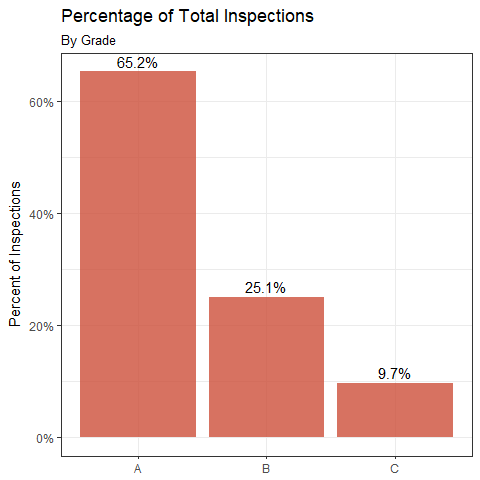 Percentage of Total Inspections
By Grade
65.2%
60%
40%
25.1%
20%
9.7%
0%
Percent of Inspections
A
B
C